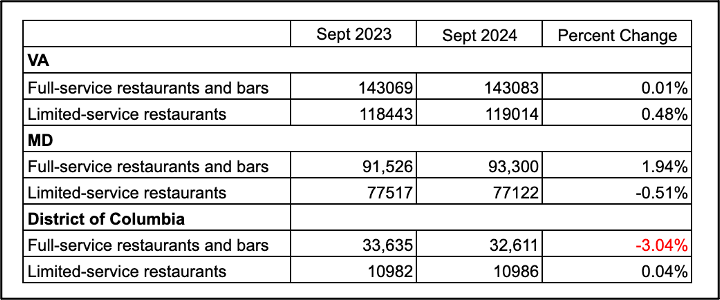 Sept 2023 Sept 2024 Percent Change
VA
Full-service restaurants and bars 143069 143083 0.01%
Limited-service restaurants 118443 119014 0.48%
MD
Full-service restaurants and bars 91,526 93,300 1.94%
Limited-service restaurants 77517 77122 -0.51%
District of Columbia
Full-service restaurants and bars 33,635 32,611 -3.04%
Limited-service restaurants 10982 10986 0.04%